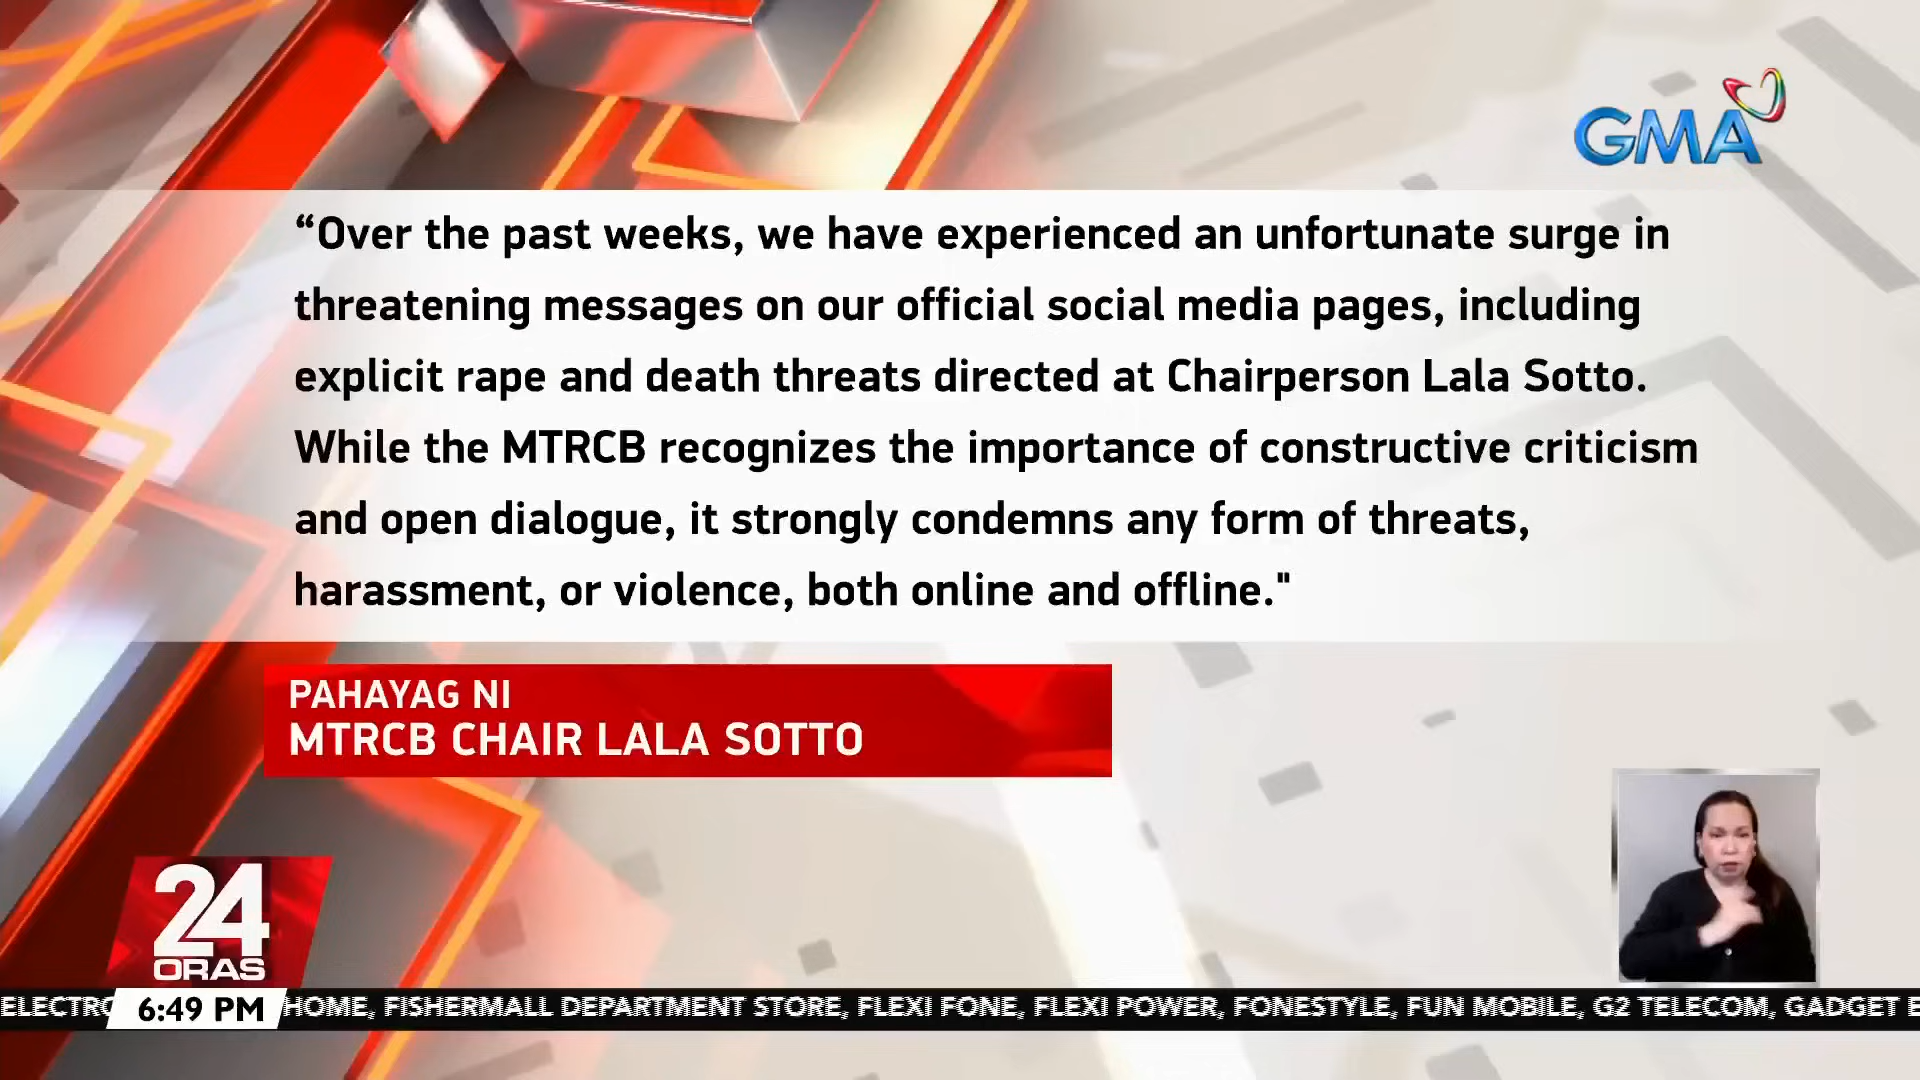 GMA
“Over the past weeks, we have experienced an unfortunate surge in
threatening messages on our official social media pages, including
explicit rape and death threats directed at Chairperson Lala Sotto.
While the MTRCB recognizes the importance of constructive criticism
and open dialogue, it strongly condemns any form of threats,
harassment, or violence, both online and offline."
PAHAYAG NI
MTRCB CHAIR LALA SOTTO
24
ORAS
6:49 PM
HOME, FISHERMALL DEPARTMENT STORE, FLEXI FONE, FLEXI POWER, FONESTYLE, FUN MOBILE, G2 TELECOM, GADGET